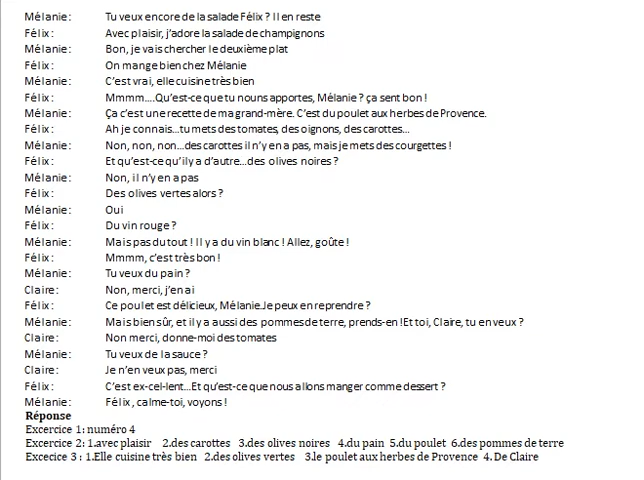 Mélanie : Tu veux encore de la salade Félix ? Il en reste
Félix : Avec plaisir, j'adore la salade de champignons
Mélanie : Bon, je vais chercher le deuxième plat
Félix : On mange bien chez Mélanie
Mélanie : C'est vrai, elle cuisine très bien
Félix : Mmmm....Qu'est-ce que tu nouns apportes, Mélanie ? ça sent bon !
Mélanie : Ça c'est une recette de ma grand-mère. C'est du poulet aux herbes de Provence.
Félix : Ah je connais...tu mets des tomates, des oignons, des carottes...
Mélanie : Non, non, non...des carottes il n'y en a pas, mais je mets des courgettes !
Félix : Et qu'est-ce qu'il y a d'autre...des olives noires ?
Mélanie : Non, il n'y en a pas
Félix : Des olives vertes alors ?
Mélanie : Oui
Félix : Du vin rouge ?
Mélanie : Mais pas du tout ! Il y a du vin blanc ! Allez, goûte !
Félix : Mmmm, c'est très bon !
Mélanie : Tu veux du pain ?
Claire : Non, merci, j'en ai
Félix : Ce poulet est délicieux, Mélanie.Je peux en reprendre ?
Mélanie : Mais bien sûr, et il y a aussi des pommes de terre, prends-en !Et toi, Claire, tu en veux ?
Claire : Non merci, donne-moi des tomates
Mélanie : Tu veux de la sauce ?
Claire : Je n'en veux pas, merci
Félix : C'est ex-cel-lent...Et qu'est-ce que nous allons manger comme dessert ?
Mélanie : Félix, calme-toi, voyons !
Réponse
Excercice 1: numéro 4
Excercice 2: 1.avec plaisir 2.des carottes 3.des olives noires 4.du pain 5.du poulet 6.des pommes de terre
Excecice 3 : 1.Elle cuisine très bien 2.des olives vertes 3.le poulet aux herbes de Provence 4. De Claire